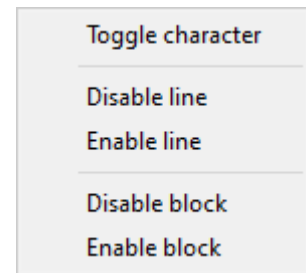 Toggle character
Disable line
Enable line
Disable block
Enable block